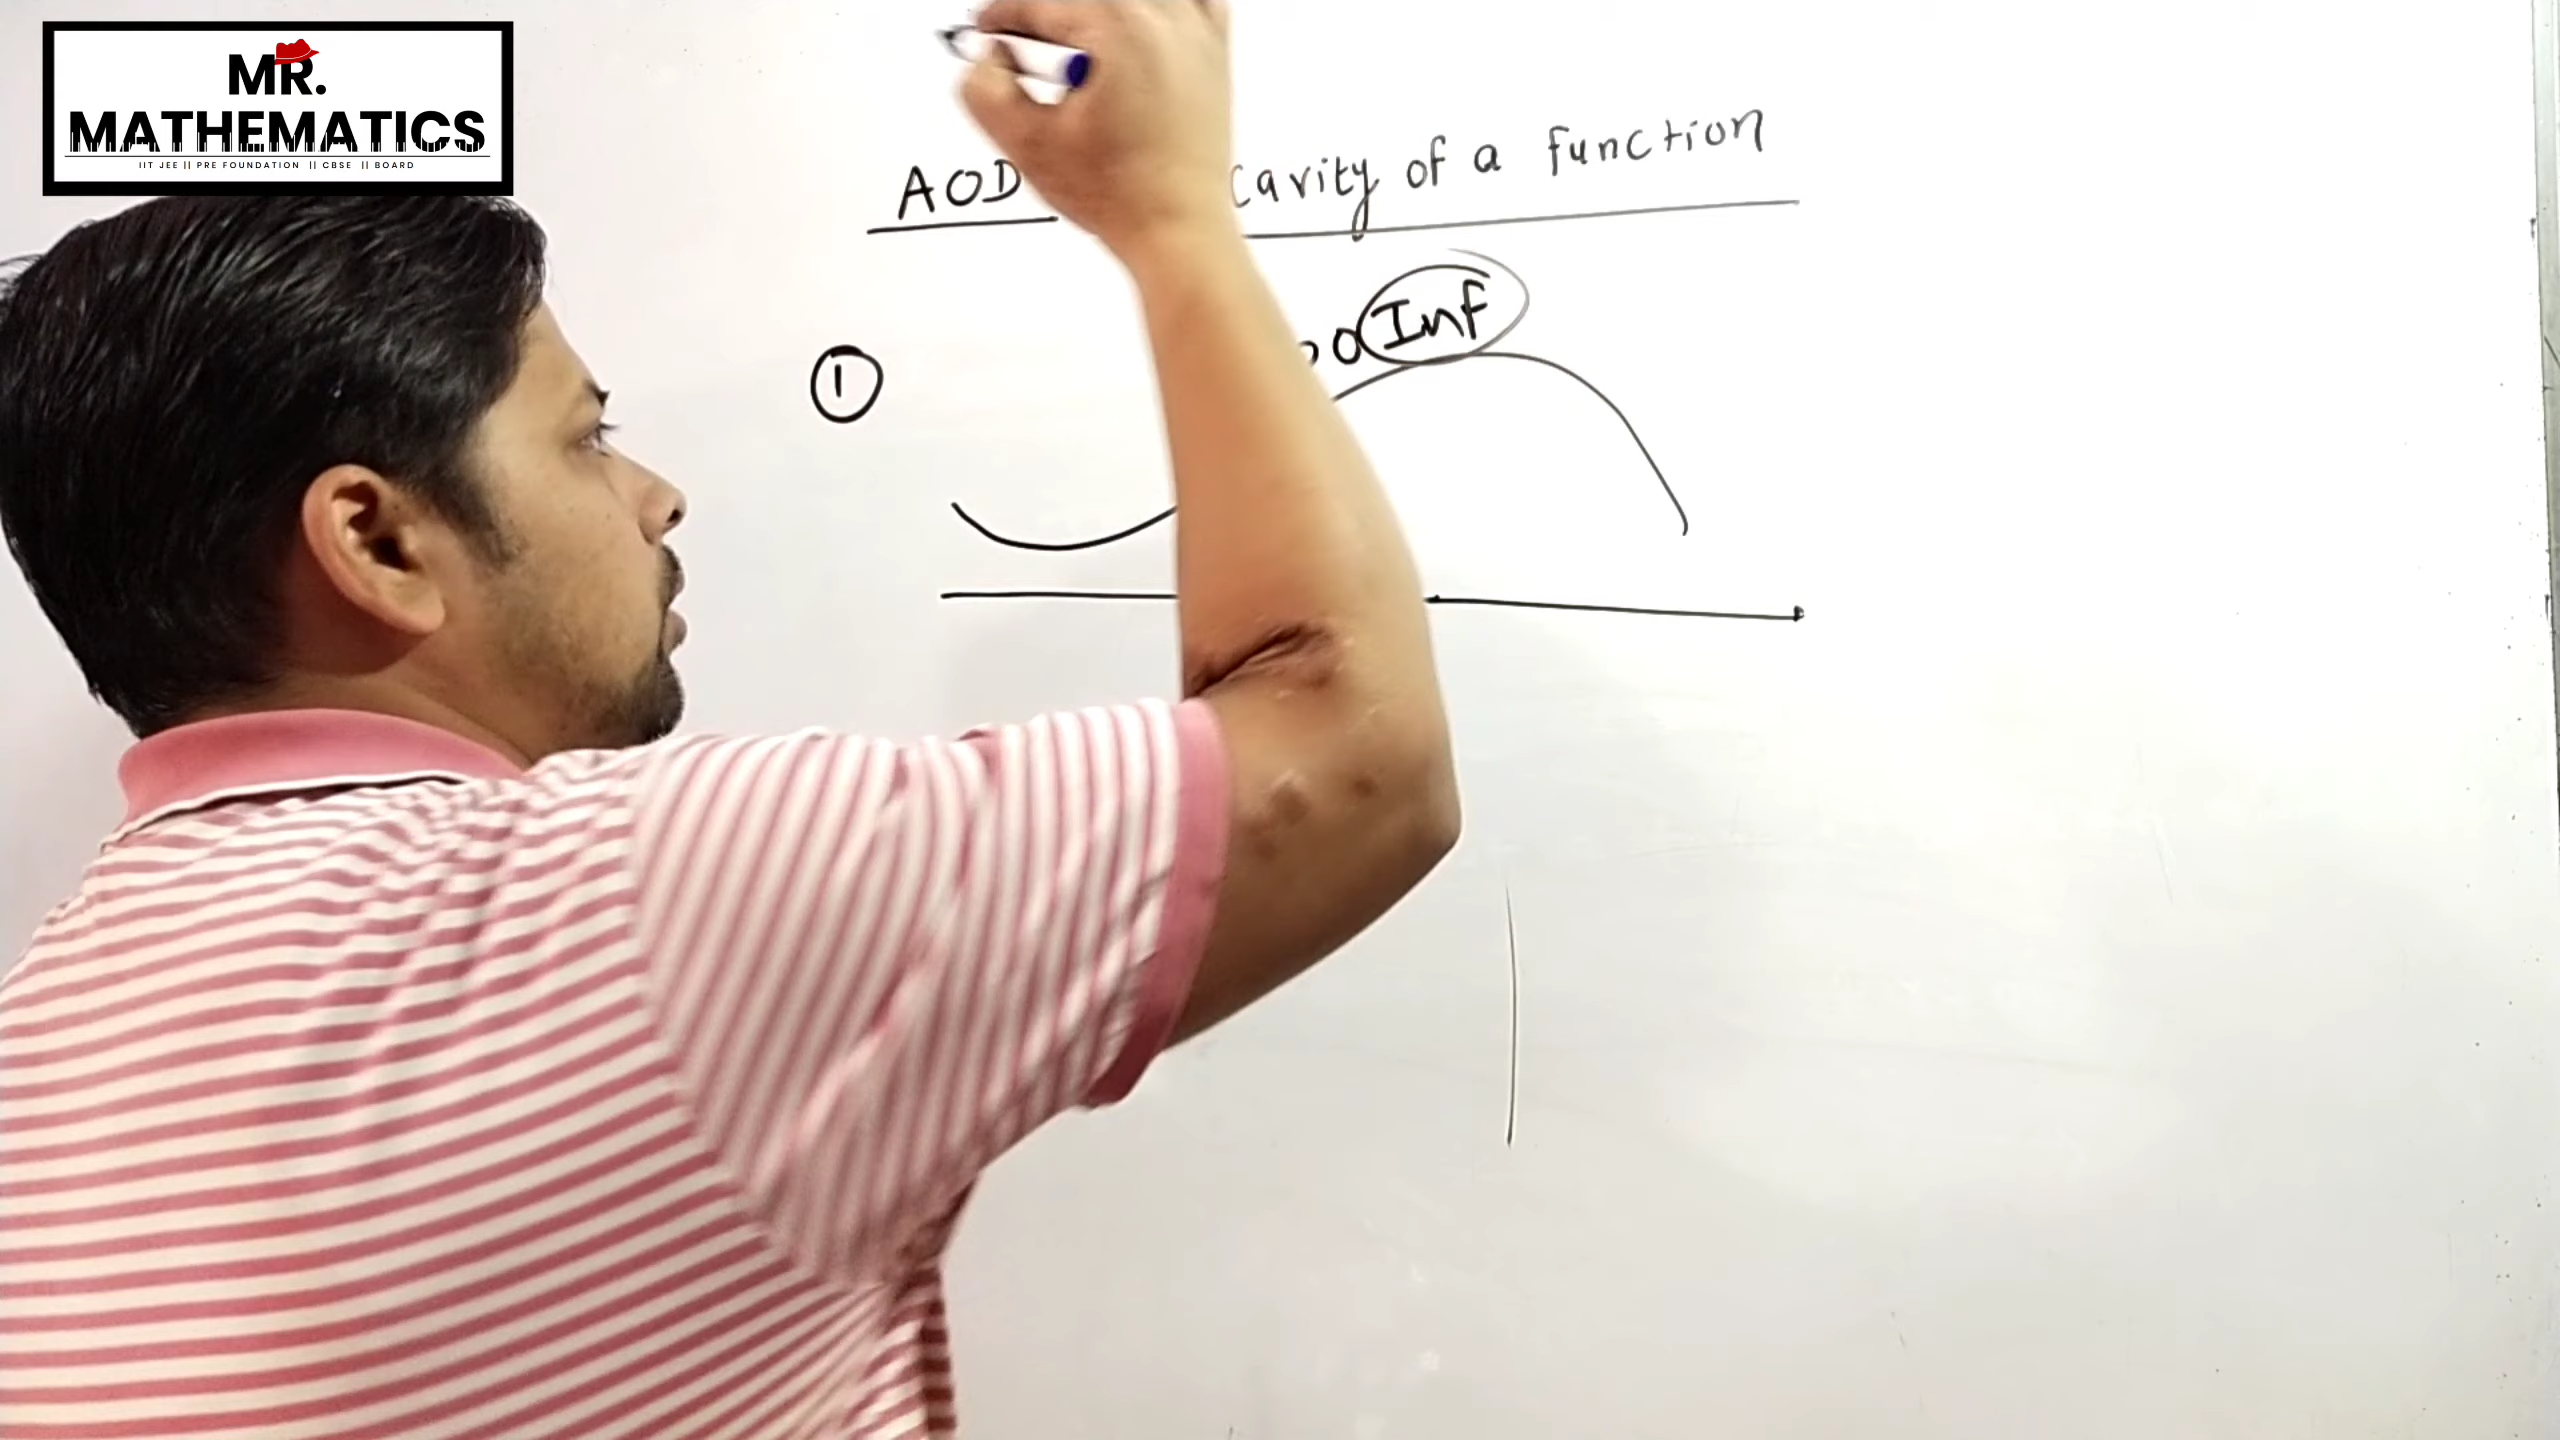 MR.
MATHEMATICS
IIT JEE || PRE FOUNDATION || CBSE || BOARD
AOD cavity of a function
1
o Inf